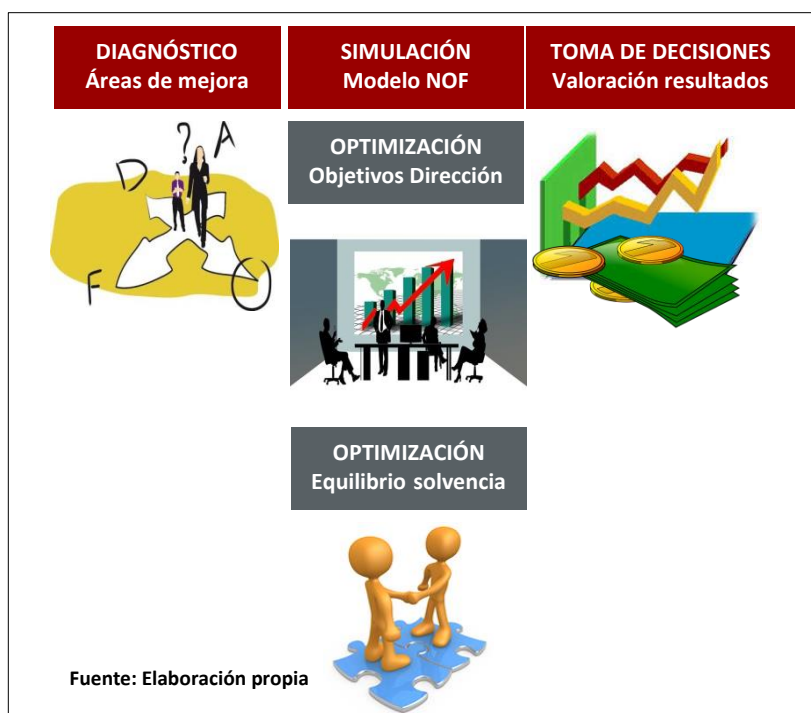 DIAGNÓSTICO
Áreas de mejora
SIMULACIÓN
Modelo NOF
TOMA DE DECISIONES
Valoración resultados
?
A
D
F
O
OPTIMIZACIÓN
Objetivos Dirección
OPTIMIZACIÓN
Equilibrio solvencia
Fuente: Elaboración propia